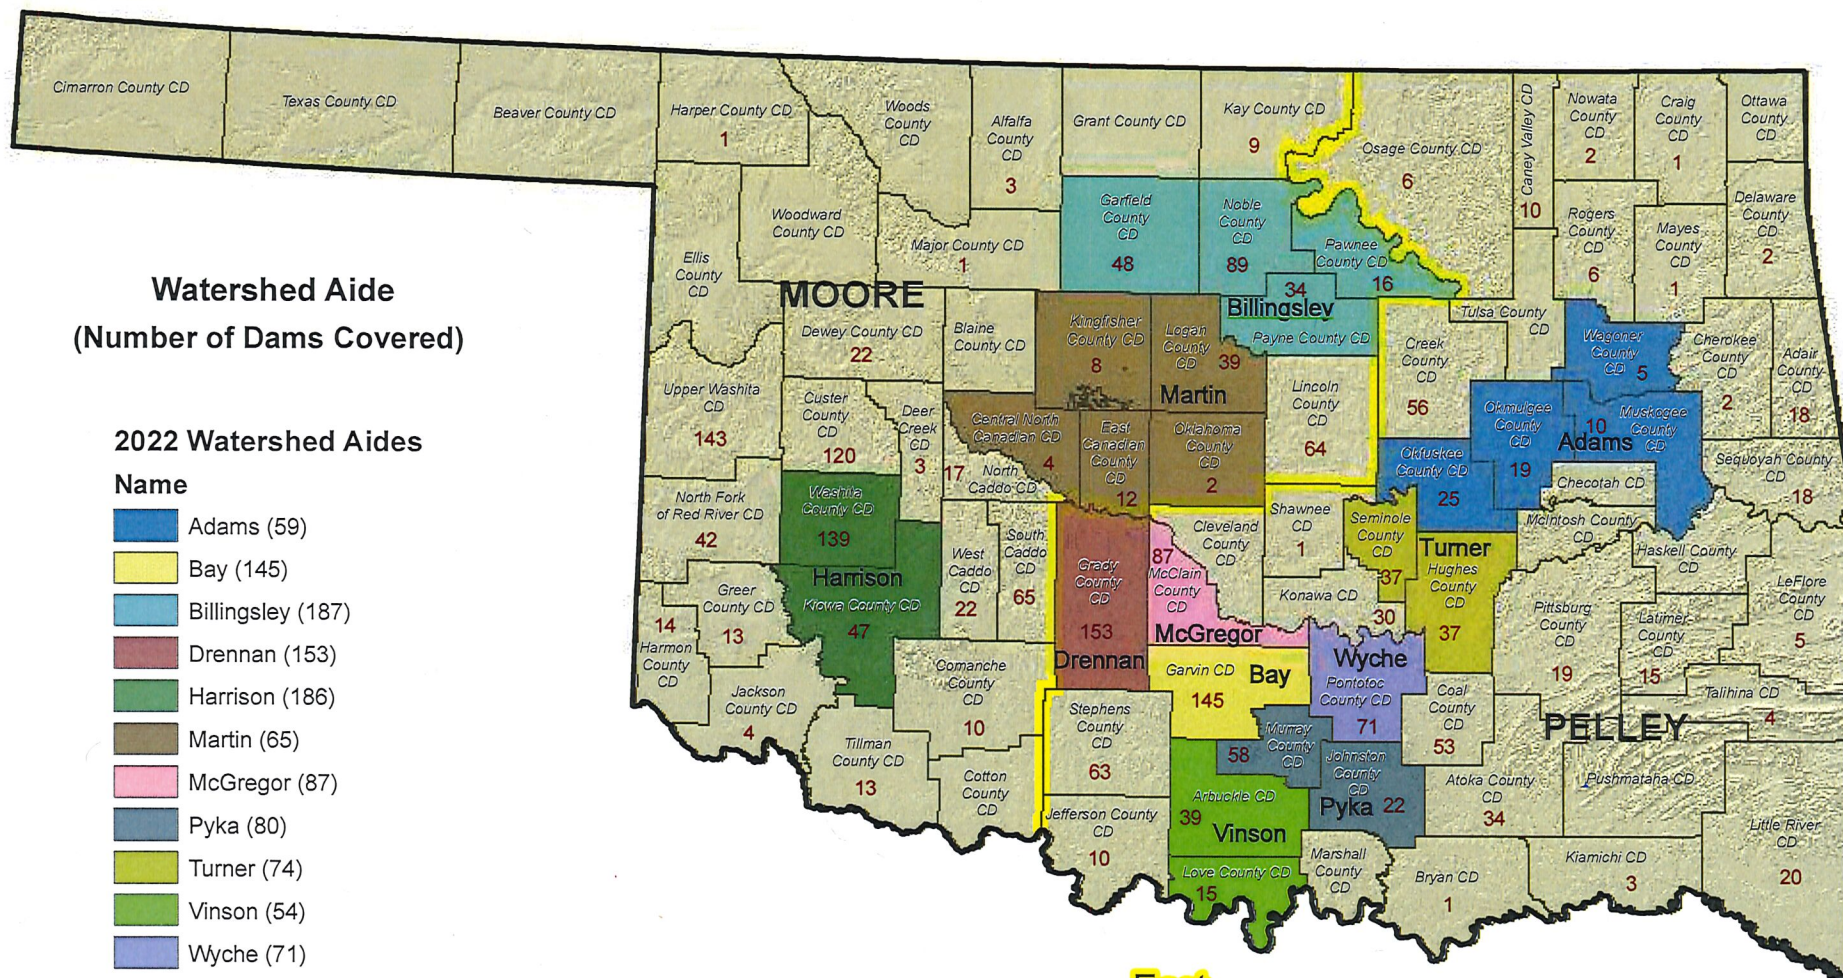 Cimarron County CD
Texas County CD
Beaver County CD
Harper County CD
1
Woods
County
CD
Alfalfa
County
CD
3
Grant County CD
Kay County CD
9
Osage County CD
6
Caney Valley CD
10
Nowata
County
CD
2
Craig
County
CD
1
Ottawa
County
CD
Ellis
County
CD
Woodward
County CD
Major County CD
1
Garfield
County
CD
48
Noble
County
CD
89
Pawnee
County CD
16
Rogers
County
CD
6
Mayes
County
CD
1
Delaware
County
CD
2
Watershed Aide
(Number of Dams Covered)
MOORE
Dewey County CD
22
Blaine
County CD
Kingfisher
County CD
8
Logan
County
CD
39
Martin
34
Billingsley
Payne County CD
Creek
County
CD
56
Tulsa County
CD
Wagoner
County
CD
5
Cherokee
County
CD
2
Adair
County
CD
18
Upper Washita
CD
143
Custer
County
CD
120
Deer
Creek
CD
3
Central North
Canadian CD
4
17
North
Caddo CD
East
Canadian
County
CD
12
Oklahoma
County
CD
2
Lincoln
County
CD
64
Okfuskee
County CD
25
Okmulgee
County
CD
19
10
Muskogee
County
CD
Adams
Checotah CD
Sequoyah County
CD
18
North Fork
of Red River CD
42
Washita
County CD
139
Harrison
Kiowa County CD
47
West
Caddo
CD
22
South
Caddo
CD
65
Grady
County
CD
153
Drennan
87
McClain
County
CD
McGregor
Cleveland
County
CD
Shawnee
CD
1
Konawa CD
30
Seminole
County
CD
37
Turner
Hughes
County
CD
37
McIntosh County
CD
Haskell County
CD
LeFlore
County
CD
5
14
Harmon
County
CD
Greer
County CD
13
Jackson
County CD
4
Tillman
County CD
13
Comanche
County
CD
10
Cotton
County
CD
Stephens
County
CD
63
Jefferson County
CD
10
Garvin CD
Bay
145
Wyche
Pontotoc
County CD
71
Coal
County
CD
53
Pittsburg
County
CD
19
Latimer
County
CD
15
Talihina CD
4
PELLEY
58
Murray
County
CD
Johnston
County
CD
Pyka
22
Arbuckle CD
39
Vinson
Love County CD
15
Marshall
County
CD
Atoka County
CD
34
Pushmataha CD
Bryan CD
1
Kiamichi CD
3
Little River
CD
20
2022 Watershed Aides
Name
Adams (59)
Bay (145)
Billingsley (187)
Drennan (153)
Harrison (186)
Martin (65)
McGregor (87)
Pyka (80)
Turner (74)
Vinson (54)
Wyche (71)
East